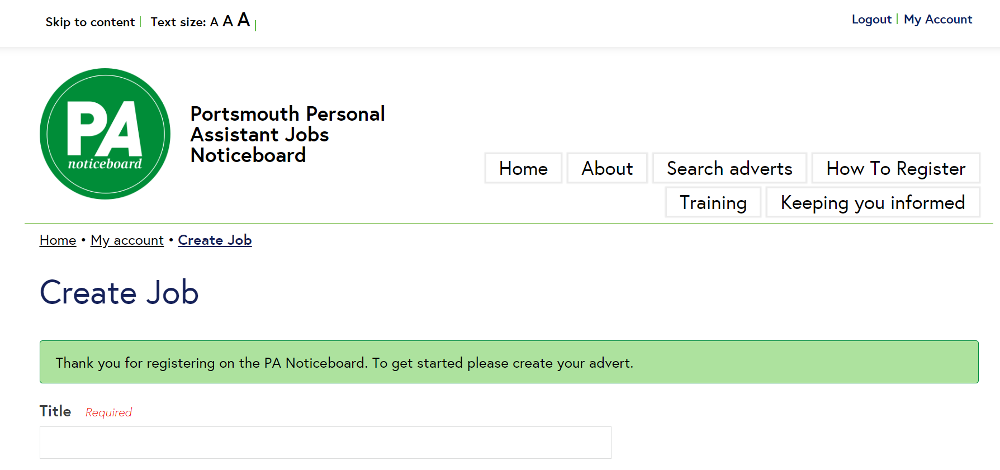 Skip to content
Text size: A A A
Logout
My Account
PA
noticeboard
Portsmouth Personal
Assistant Jobs
Noticeboard
Home
About
Search adverts
How To Register
Training
Keeping you informed
Home • My account • Create Job
Create Job
Thank you for registering on the PA Noticeboard. To get started please create your advert.
Title Required